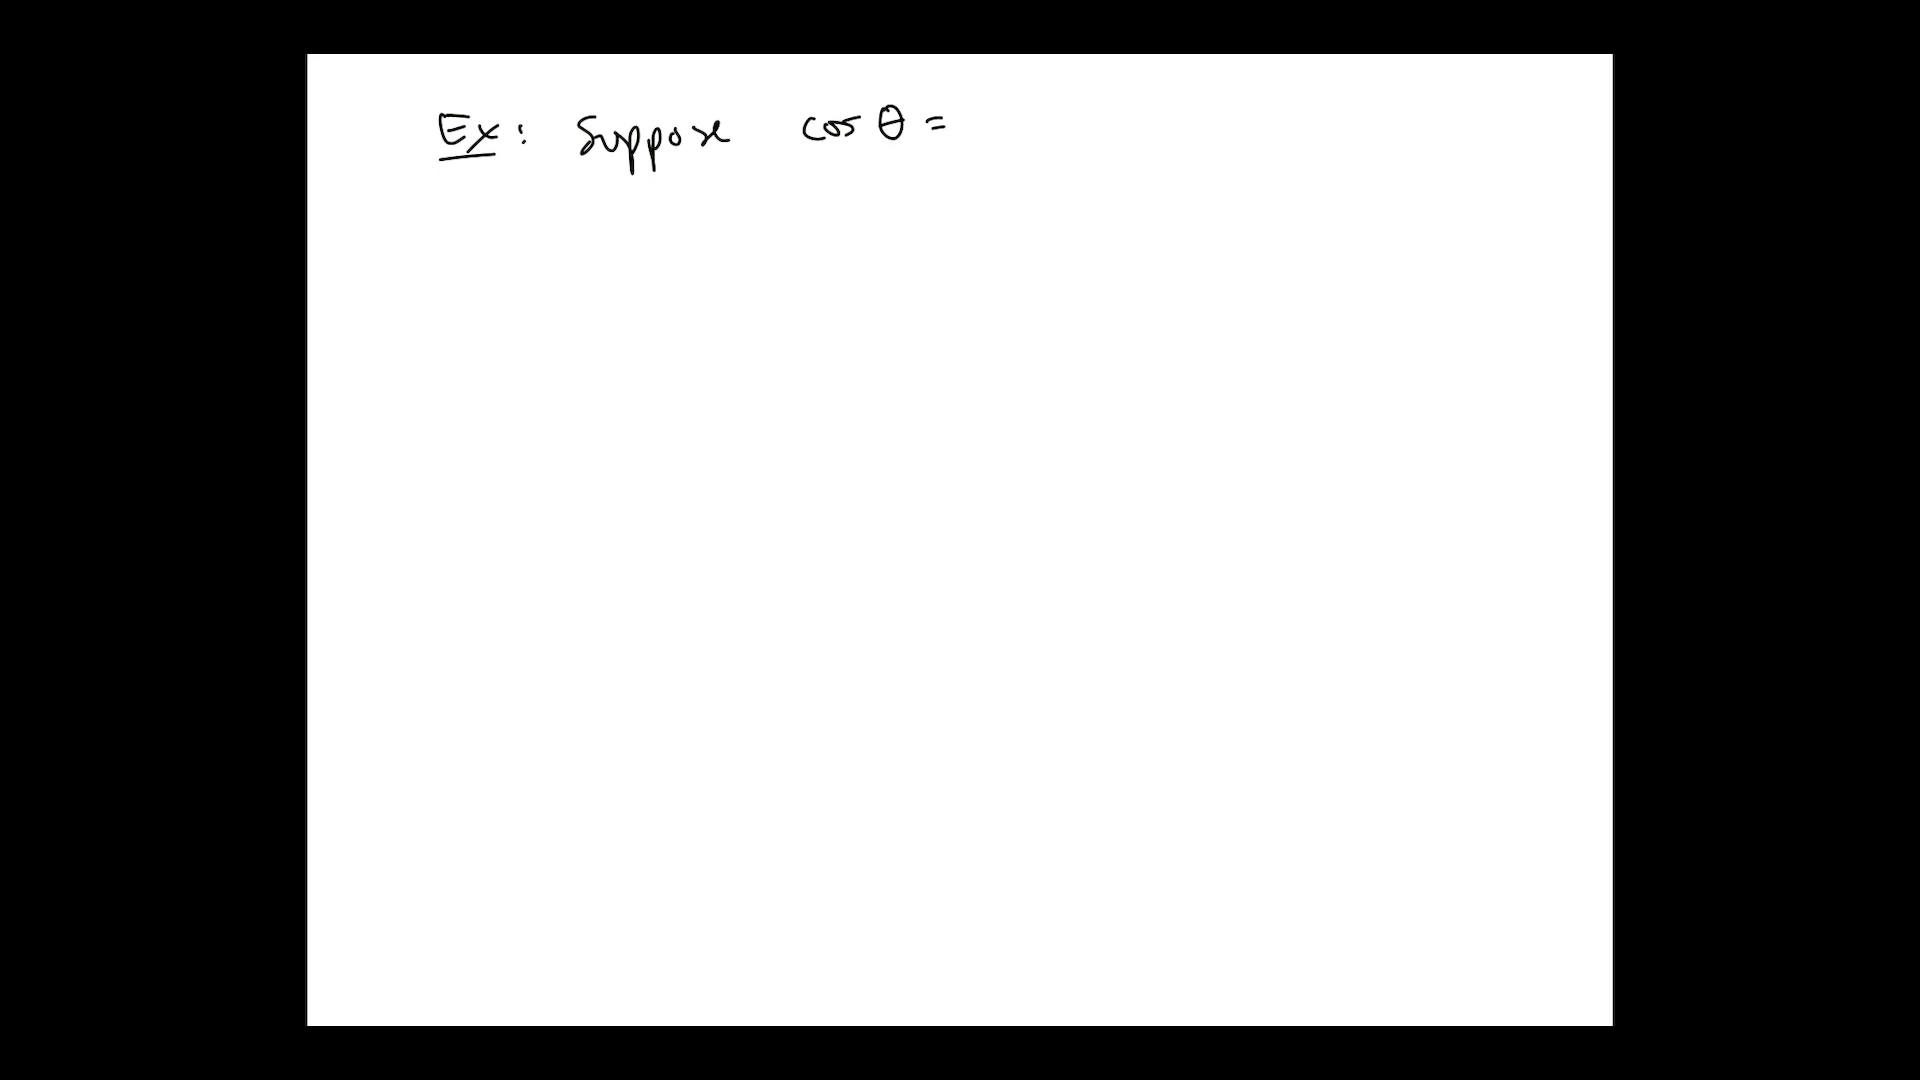 Ex: Suppose cos θ =